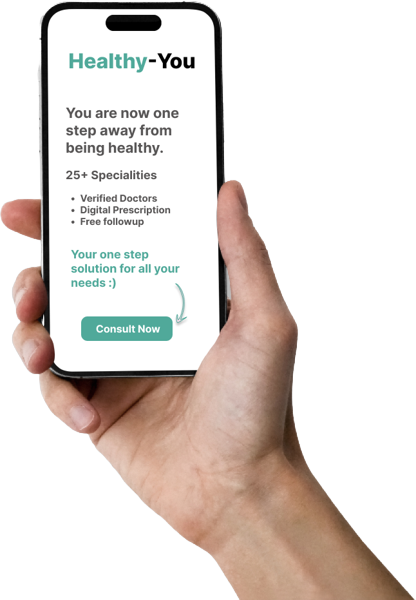 Healthy-You
You are now one
step away from
being healthy.
25+ Specialities
• Verified Doctors
• Digital Prescription
• Free followup
Your one step
solution for all your
needs :)
Consult Now